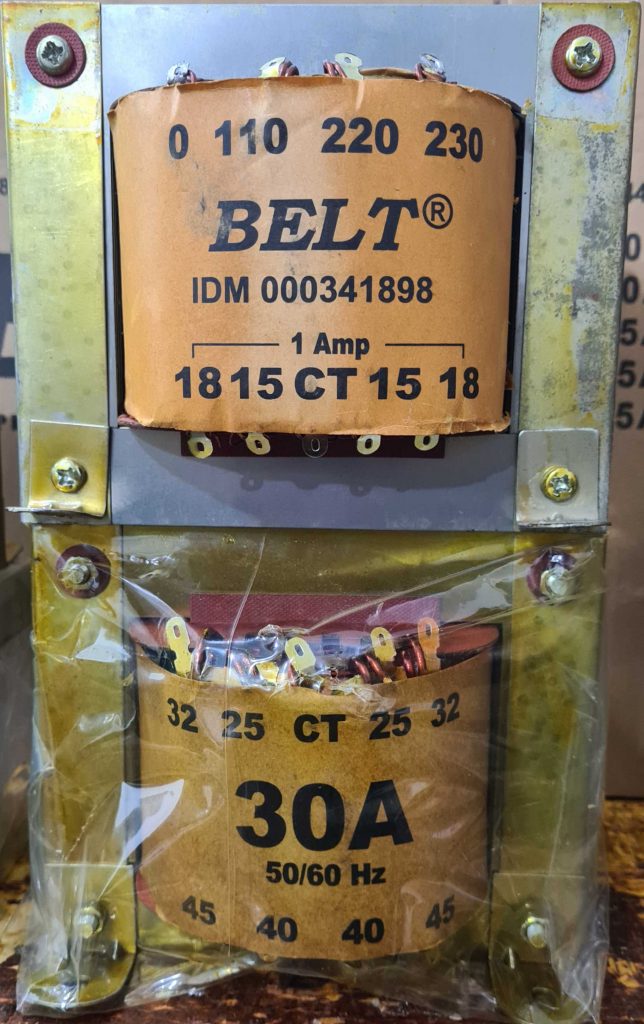 0 110 220 230
BELT®
IDM 000341898
1 Amp
18 15 CT 15 18
32 25 CT 25 32
30A
50/60 Hz
45 40 40 45